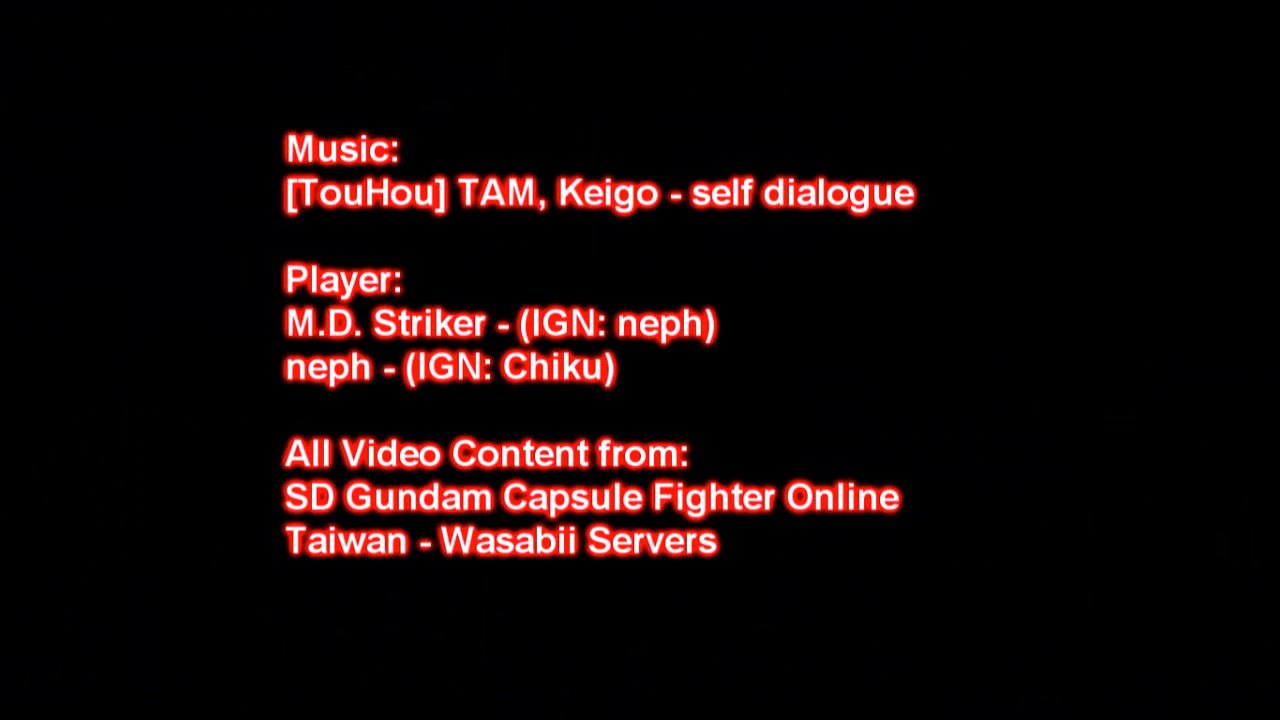 Music:
[TouHou] TAM, Keigo - self dialogue
Player:
M.D. Striker - (IGN: neph)
neph - (IGN: Chiku)
All Video Content from:
SD Gundam Capsule Fighter Online
Taiwan - Wasabii Servers